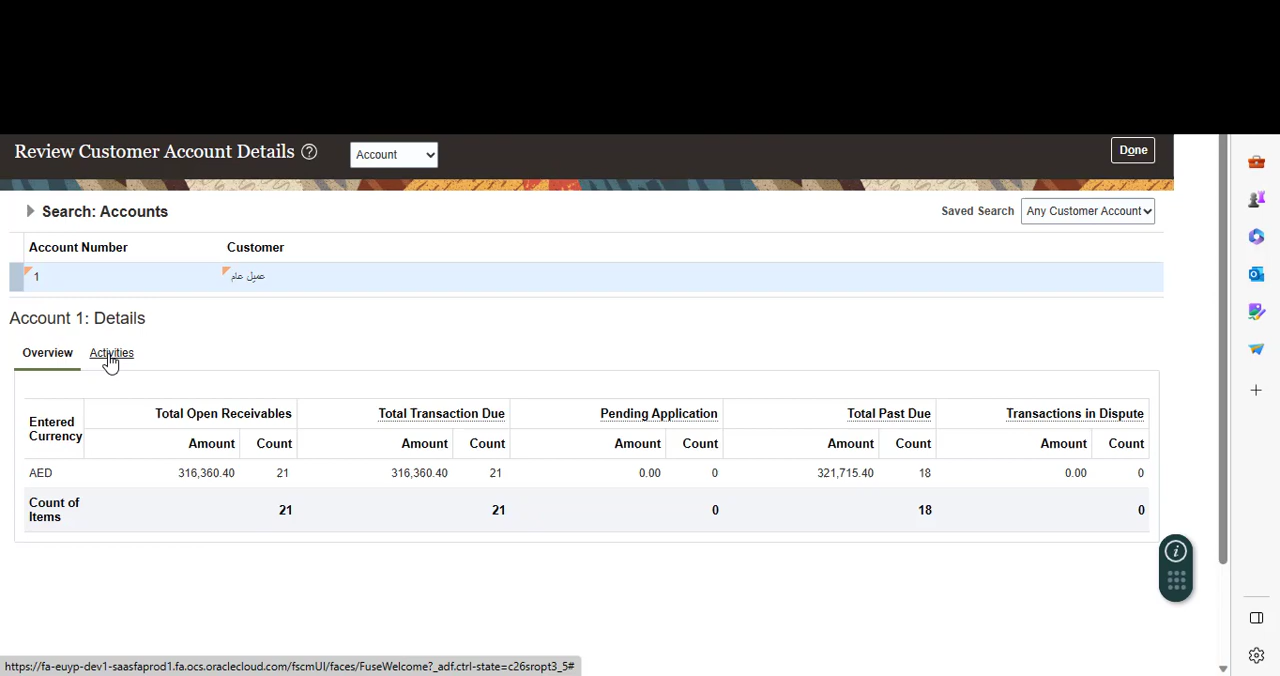 Review Customer Account Details ? Account Done
Search: Accounts Saved Search Any Customer Account
Account Number Customer
1 عميل عام
Account 1: Details
Overview Activities
Entered Currency Total Open Receivables Total Transaction Due Pending Application Total Past Due Transactions in Dispute
Amount Count Amount Count Amount Count Amount Count Amount Count
AED 316,360.40 21 316,360.40 21 0.00 0 321,715.40 18 0.00 0
Count of Items 21 21 0 18 0
https://fa-euyp-dev1-saasfaprod1.fa.ocs.oraclecloud.com/fscmUI/faces/FuseWelcome?_adf.ctrl-state=c26sropt3_5#